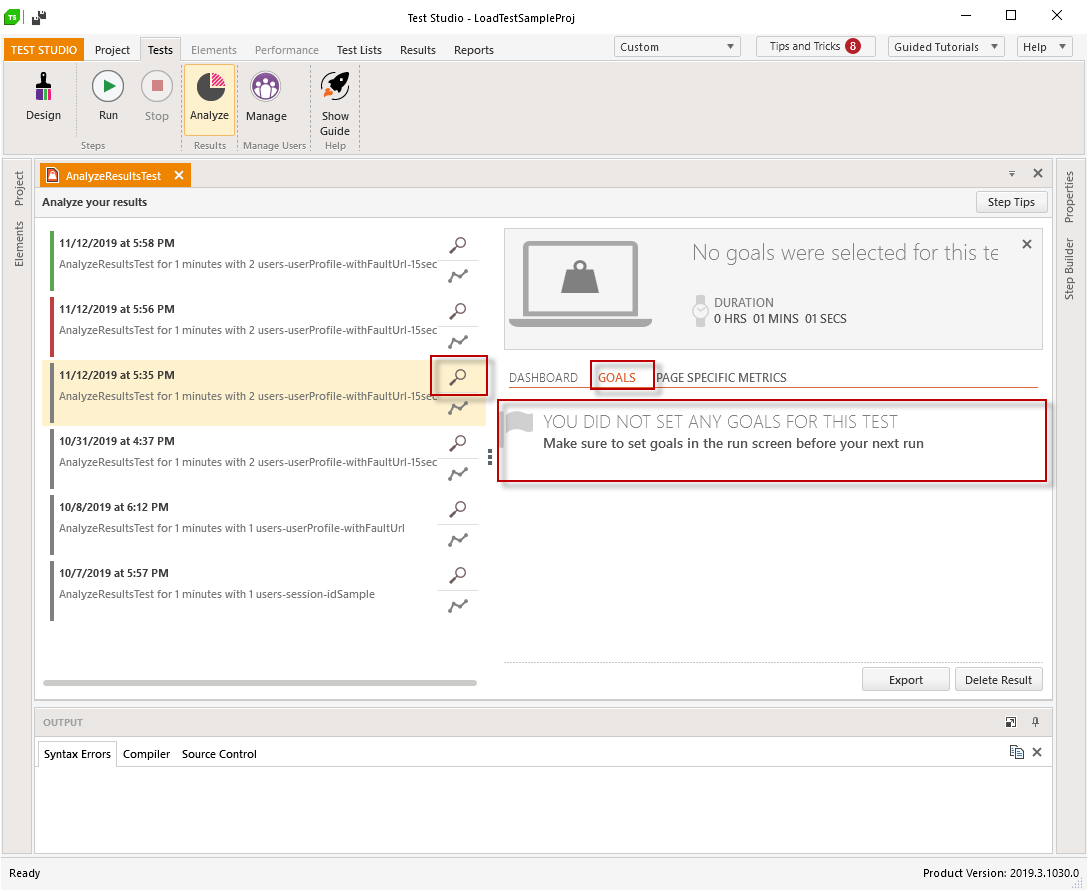 TS
Test Studio - LoadTestSampleProj
TEST STUDIO Project Tests Elements Performance Test Lists Results Reports
Custom Tips and Tricks 8 Guided Tutorials Help
Design Run Stop Analyze Manage Show Guide
Steps Results Manage Users Help
Project
Elements
AnalyzeResultsTest
Analyze your results
Step Tips
11/12/2019 at 5:58 PM
AnalyzeResultsTest for 1 minutes with 2 users-userProfile-withFaultUrl-15sec
11/12/2019 at 5:56 PM
AnalyzeResultsTest for 1 minutes with 2 users-userProfile-withFaultUrl-15sec
11/12/2019 at 5:35 PM
AnalyzeResultsTest for 1 minutes with 2 users-userProfile-withFaultUrl-15sec
10/31/2019 at 4:37 PM
AnalyzeResultsTest for 1 minutes with 2 users-userProfile-withFaultUrl-15sec
10/8/2019 at 6:12 PM
AnalyzeResultsTest for 1 minutes with 1 users-userProfile-withFaultUrl
10/7/2019 at 5:57 PM
AnalyzeResultsTest for 1 minutes with 1 users-session-idSample
No goals were selected for this te
DURATION
0 HRS 01 MINS 01 SECS
DASHBOARD GOALS PAGE SPECIFIC METRICS
YOU DID NOT SET ANY GOALS FOR THIS TEST
Make sure to set goals in the run screen before your next run
Export Delete Result
Properties
Step Builder
OUTPUT
Syntax Errors Compiler Source Control
Ready
Product Version: 2019.3.1030.0